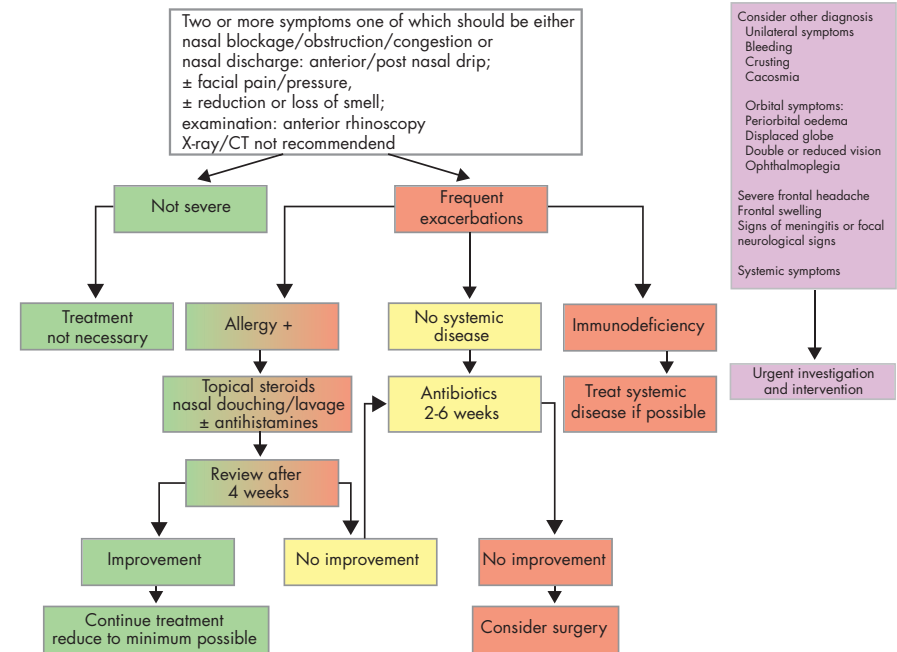 Two or more symptoms one of which should be either
nasal blockage/obstruction/congestion or
nasal discharge: anterior/post nasal drip;
± facial pain/pressure,
± reduction or loss of smell;
examination: anterior rhinoscopy
X-ray/CT not recommendend
Consider other diagnosis
Unilateral symptoms
Bleeding
Crusting
Cacosmia
Orbital symptoms:
Periorbital oedema
Displaced globe
Double or reduced vision
Ophthalmoplegia
Severe frontal headache
Frontal swelling
Signs of meningitis or focal
neurological signs
Systemic symptoms
Not severe
Frequent
exacerbations
Treatment
not necessary
Allergy +
No systemic
disease
Immunodeficiency
Urgent investigation
and intervention
Topical steroids
nasal douching/lavage
± antihistamines
Antibiotics
2-6 weeks
Treat systemic
disease if possible
Review after
4 weeks
Improvement
No improvement
No improvement
Continue treatment
reduce to minimum possible
Consider surgery